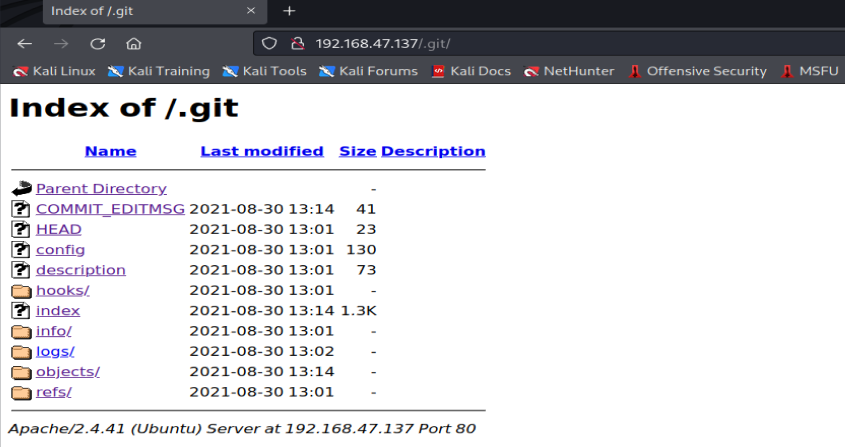 Index of /.git
192.168.47.137/.git/
Kali Linux Kali Training Kali Tools Kali Forums Kali Docs NetHunter Offensive Security MSFU
Index of /.git
Name Last modified Size Description
Parent Directory -
COMMIT_EDITMSG 2021-08-30 13:14 41
HEAD 2021-08-30 13:01 23
config 2021-08-30 13:01 130
description 2021-08-30 13:01 73
hooks/ 2021-08-30 13:01 -
index 2021-08-30 13:14 1.3K
info/ 2021-08-30 13:01 -
logs/ 2021-08-30 13:02 -
objects/ 2021-08-30 13:14 -
refs/ 2021-08-30 13:01 -
Apache/2.4.41 (Ubuntu) Server at 192.168.47.137 Port 80